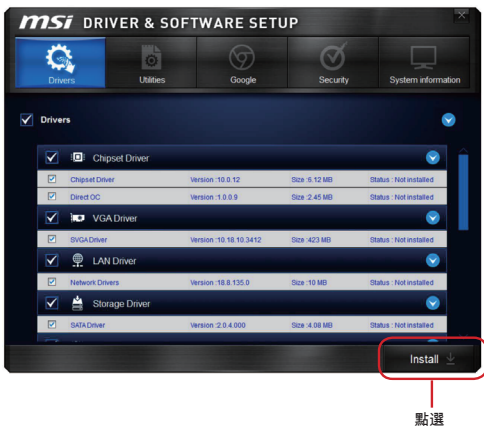 msi DRIVER & SOFTWARE SETUP
Drivers Utilities Google Security System information
Drivers
Chipset Driver
Chipset Driver Version :10.0.12 Size :5.12 MB Status : Not installed
Direct OC Version :1.0.0.9 Size :2.45 MB Status : Not installed
VGA Driver
SVGA Driver Version :10.18.10.3412 Size :423 MB Status : Not installed
LAN Driver
Network Drivers Version :18.8.135.0 Size :10 MB Status : Not installed
Storage Driver
SATA Driver Version :2.0.4.000 Size :4.08 MB Status : Not installed
Install
點選